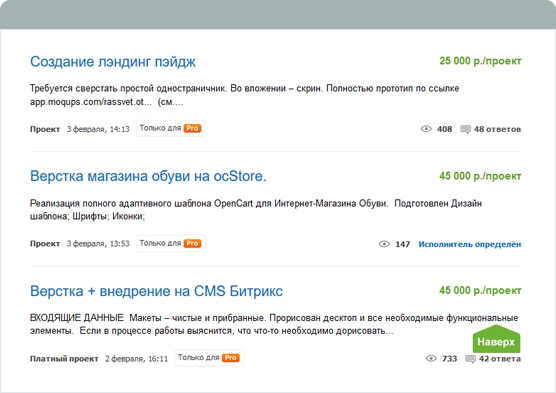 Создание лэндинг пэйдж
25 000 р./проект
Требуется сверстать простой одностраничник. Во вложении – скрин. Полностью прототип по ссылке
app.moqups.com/rassvet.ot… (см.…
Проект 3 февраля, 14:13 Только для Pro
408 48 ответов
Верстка магазина обуви на ocStore.
45 000 р./проект
Реализация полного адаптивного шаблона OpenCart для Интернет-Магазина Обуви. Подготовлен Дизайн
шаблона; Шрифты; Иконки;
Проект 3 февраля, 13:53 Только для Pro
147 Исполнитель определён
Верстка + внедрение на CMS Битрикс
45 000 р./проект
ВХОДЯЩИЕ ДАННЫЕ Макеты – чистые и прибранные. Прорисован десктоп и все необходимые функциональные
элементы. Если в процессе работы выяснится, что что-то необходимо дорисовать…
Наверх
Платный проект 2 февраля, 16:11 Только для Pro
733 42 ответа